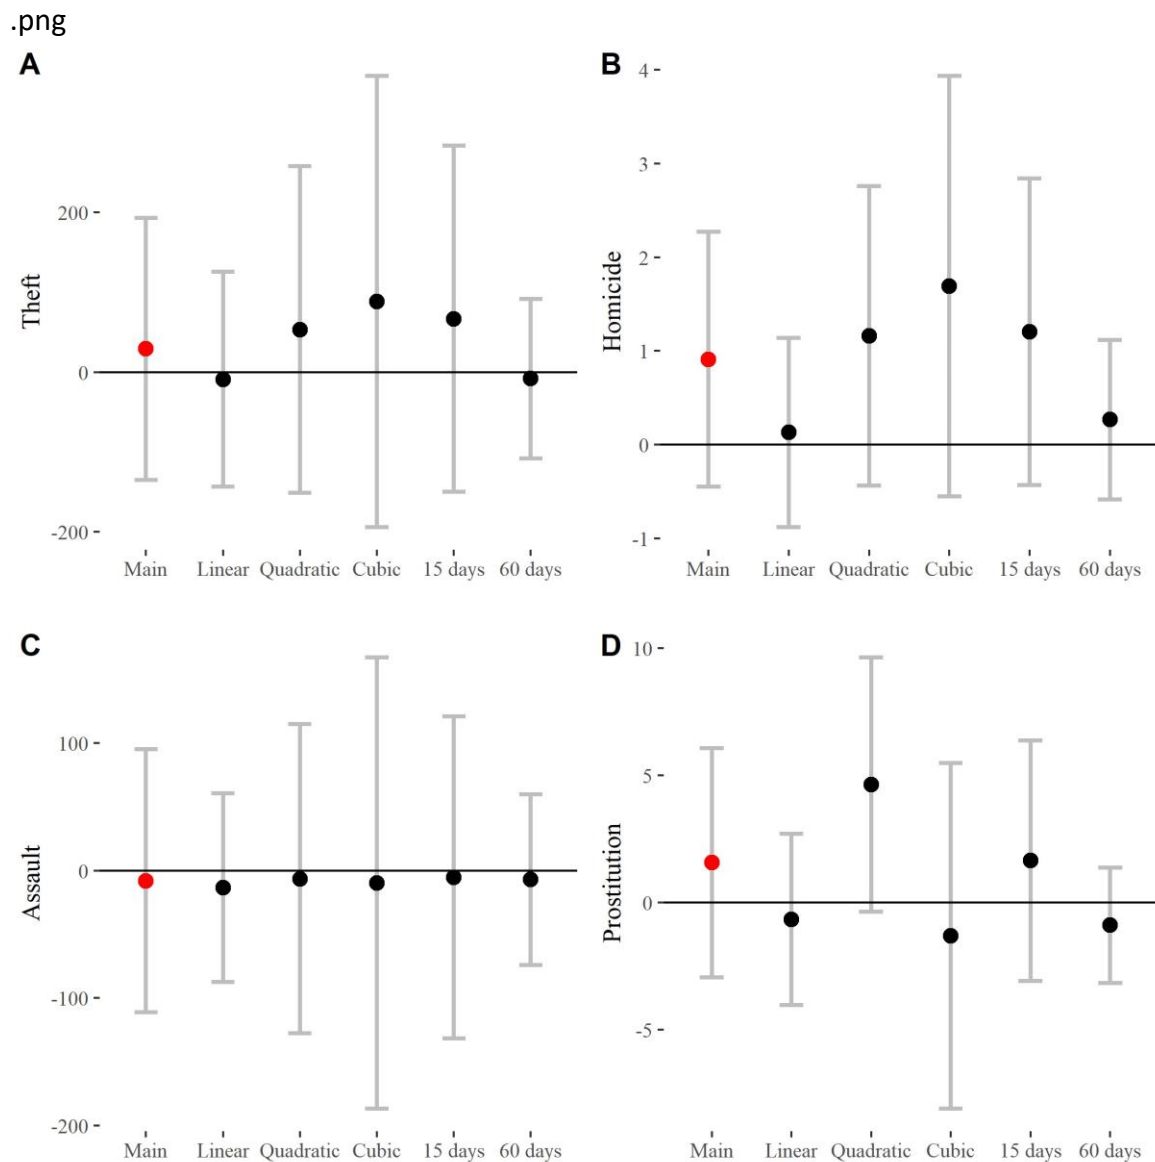 .png
A
Theft
200
0
-200
Main Linear Quadratic Cubic 15 days 60 days
B
Homicide
4
3
2
1
0
-1
Main Linear Quadratic Cubic 15 days 60 days
C
Assault
100
0
-100
-200
Main Linear Quadratic Cubic 15 days 60 days
D
Prostitution
10
5
0
-5
Main Linear Quadratic Cubic 15 days 60 days